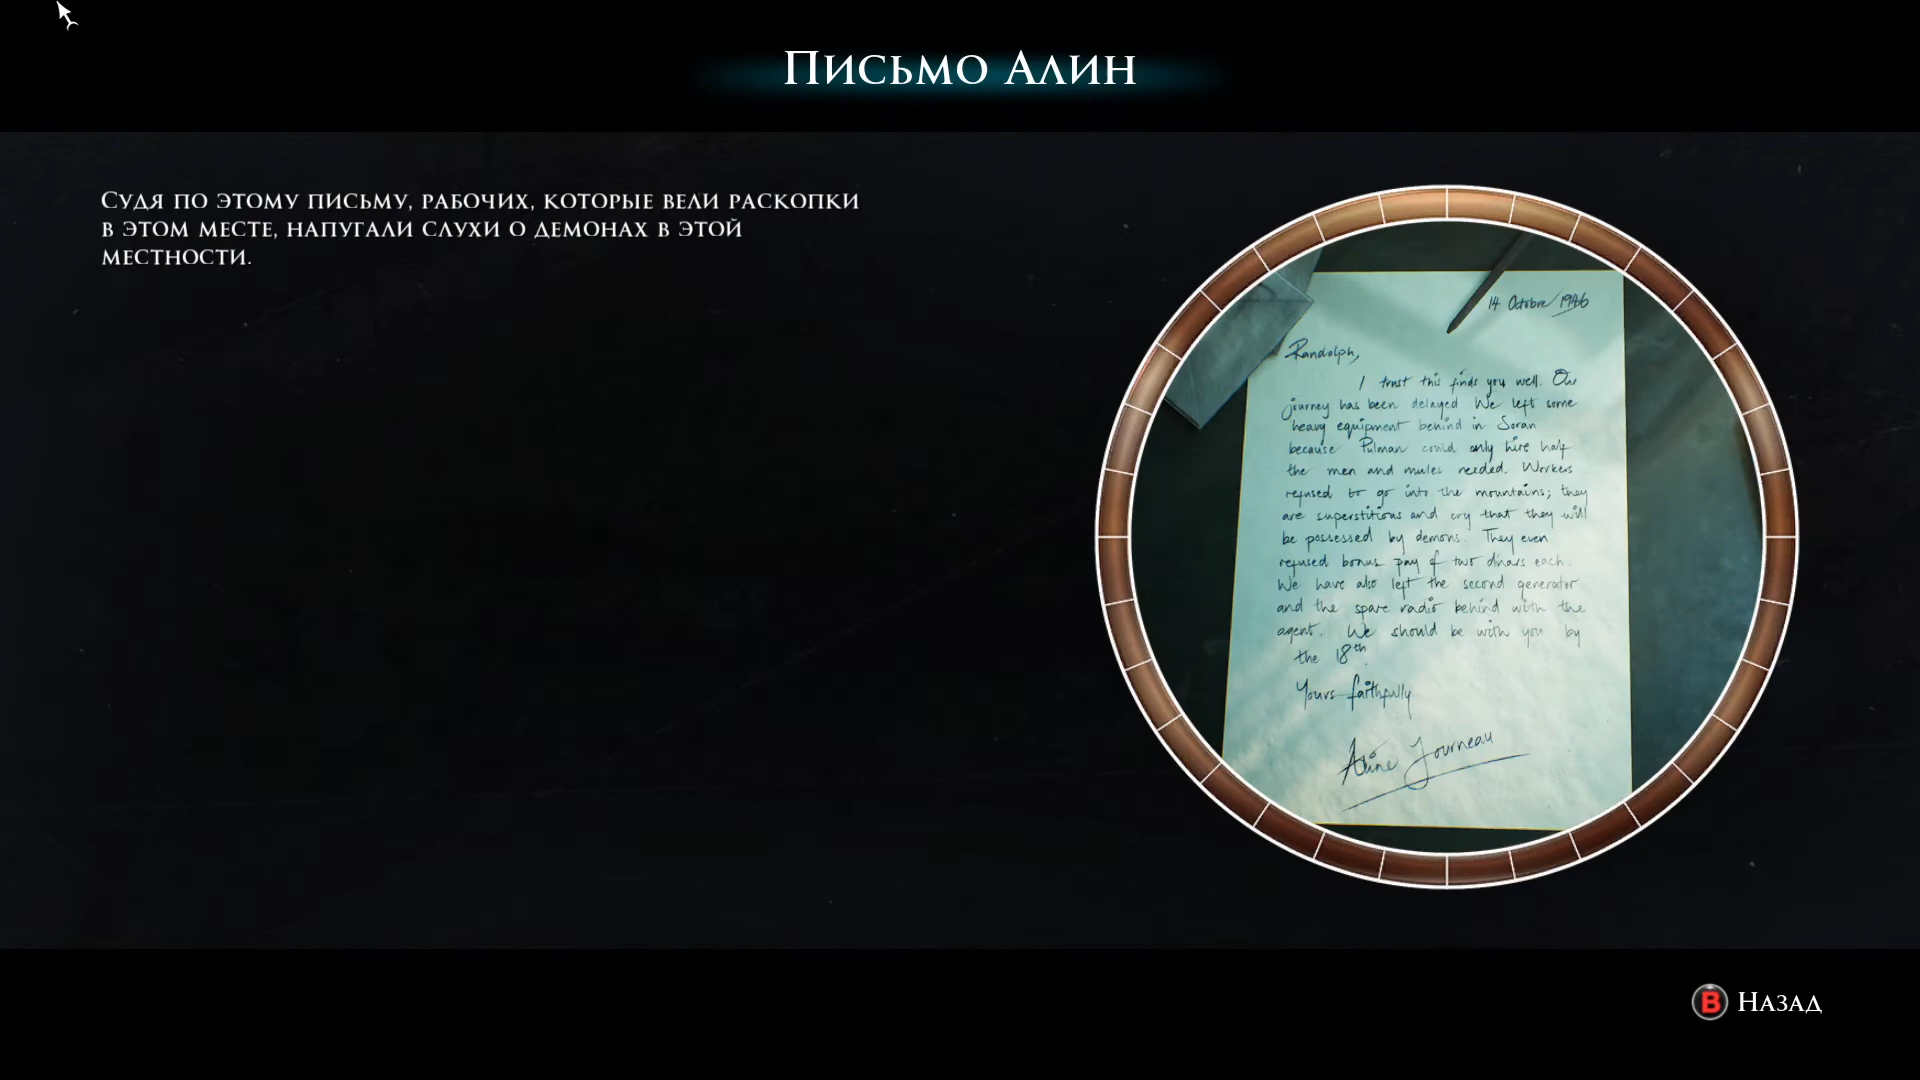 Письмо Алин
Судя по этому письму, рабочих, которые вели раскопки
в этом месте, напугали слухи о демонах в этой
местности.
14 Octobre 1946
Randolph,
I trust this finds you well. Our
journey has been delayed. We left some
heavy equipment behind in Soran
because Pulman could only hire half
the men and mules needed. Workers
refused to go into the mountains; they
are superstitious and cry that they will
be possessed by demons. They even
refused bonus pay of two dinars each.
We have also left the second generator
and the spare radio behind with the
agent. We should be with you by
the 18th.
Yours faithfully
Aline Journeau
B Назад